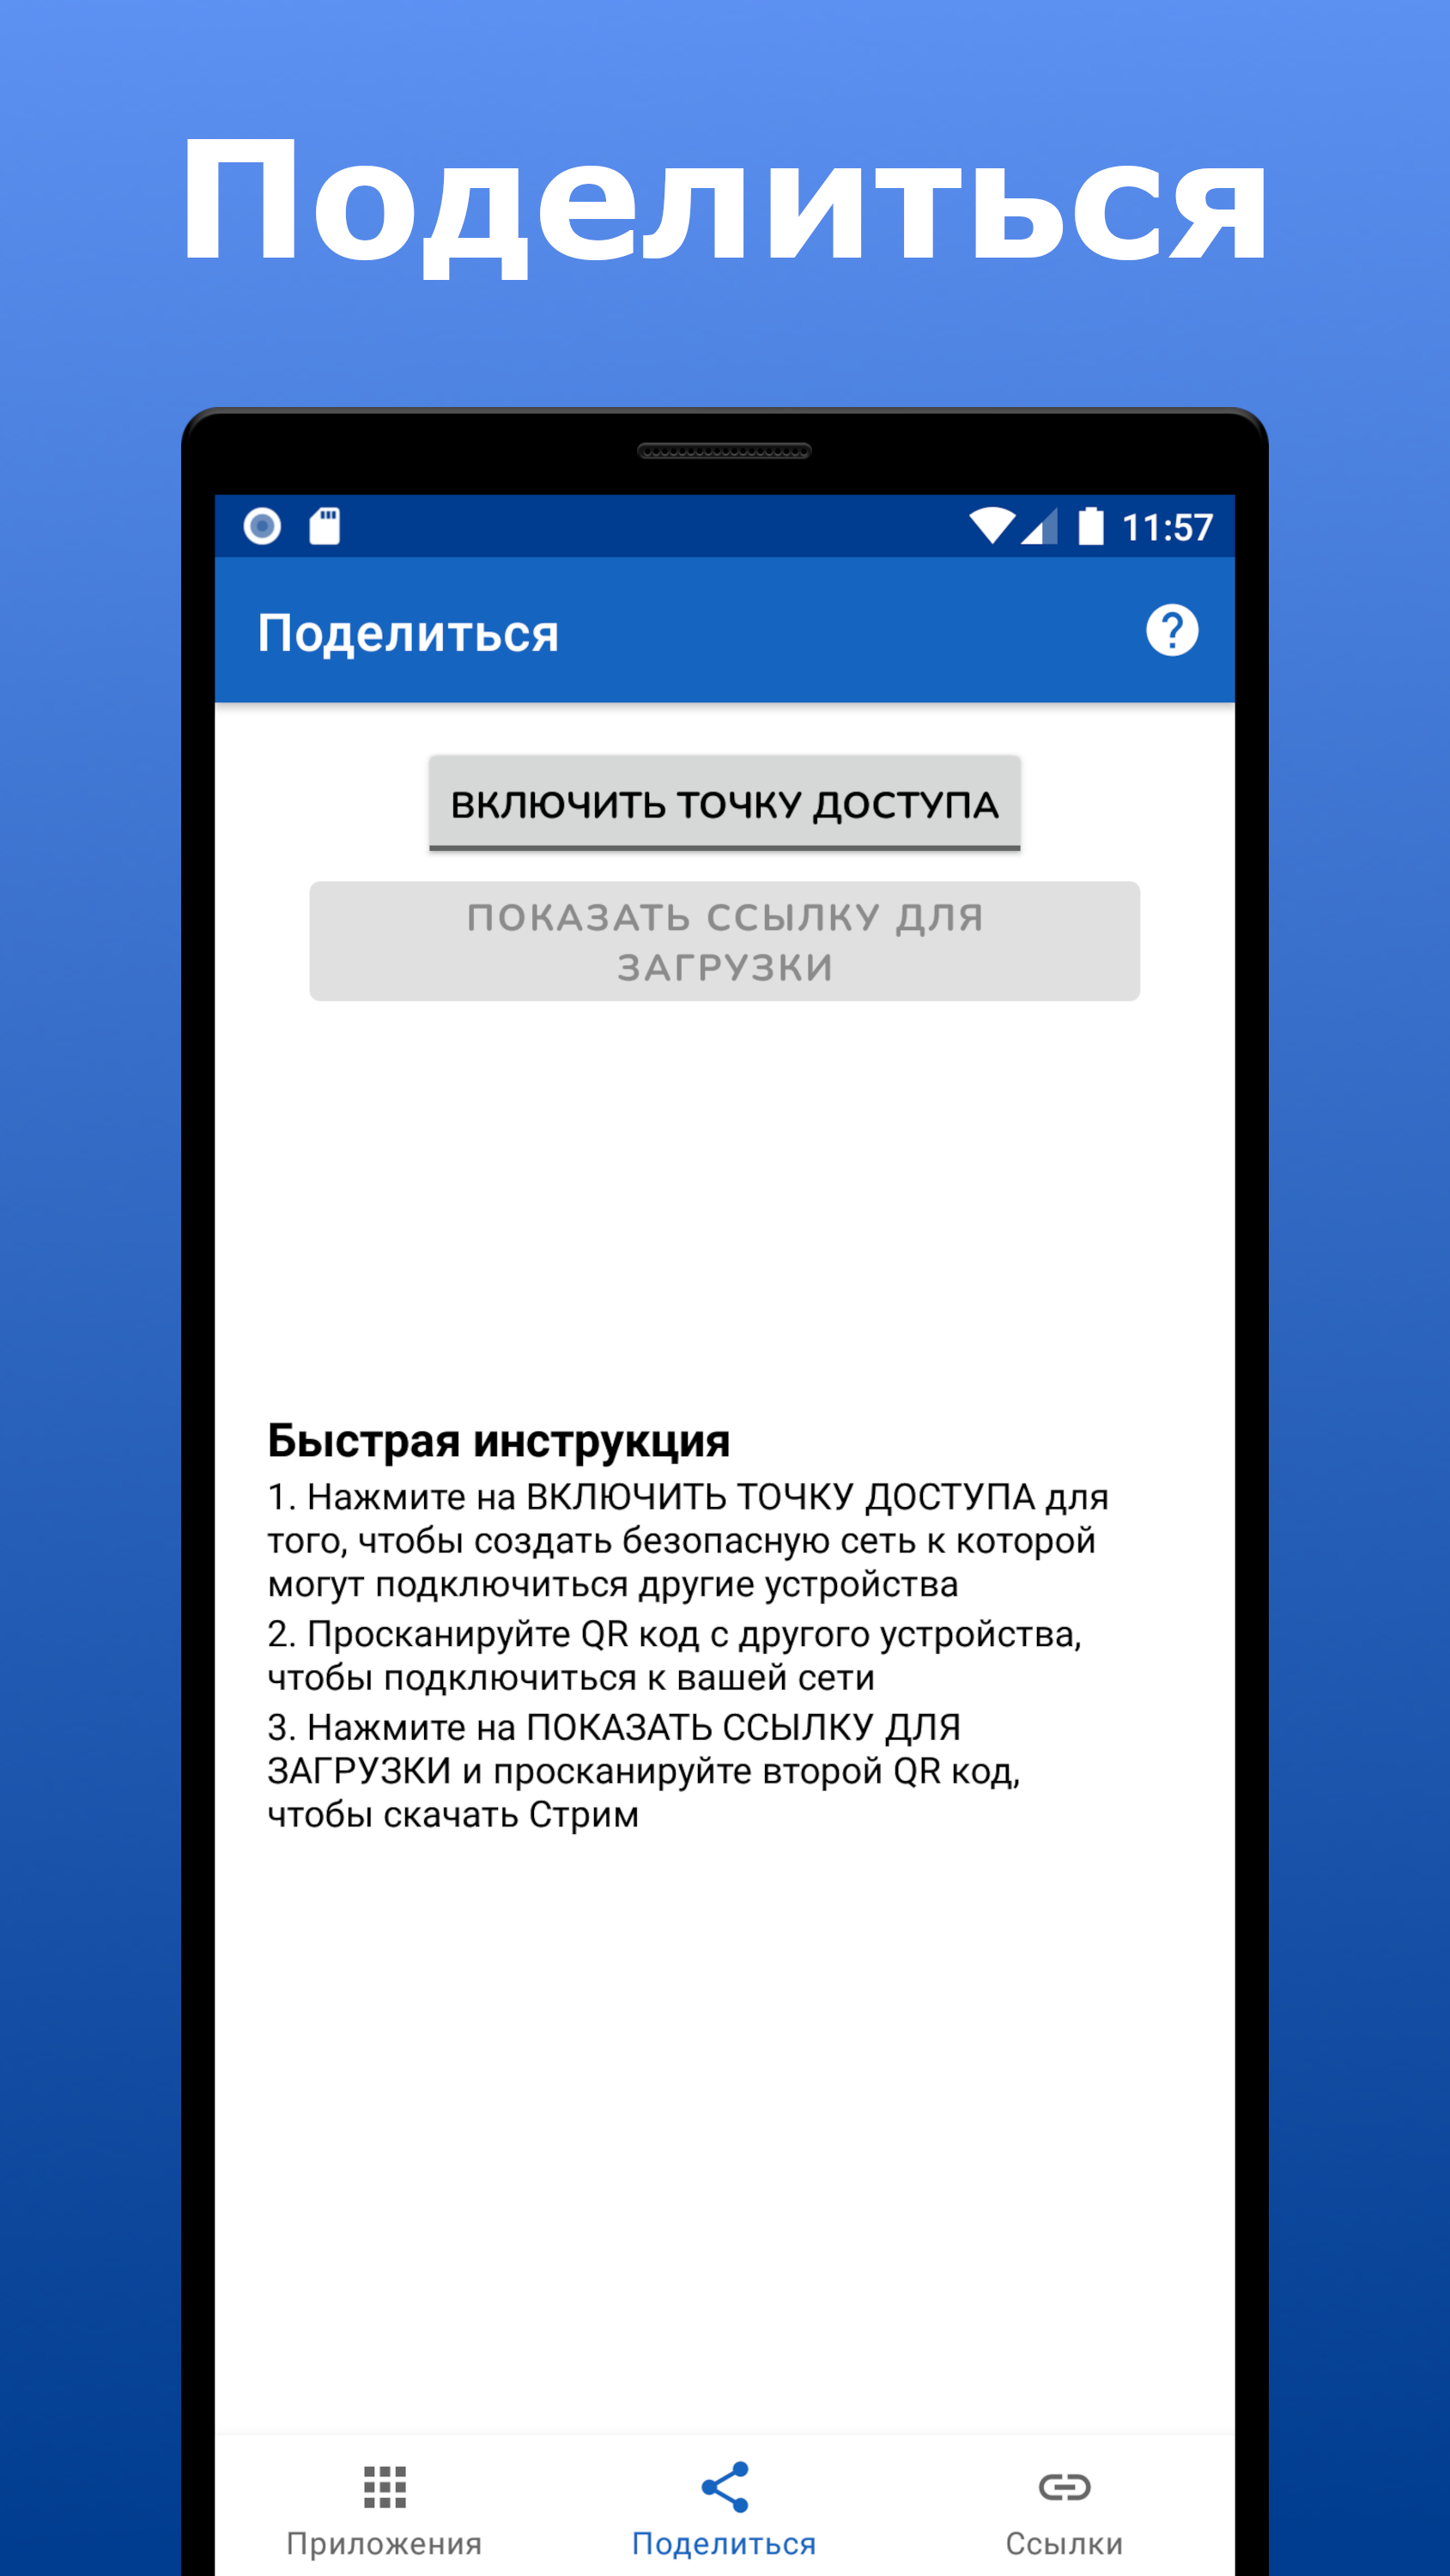 Поделиться
11:57
Поделиться
ВКЛЮЧИТЬ ТОЧКУ ДОСТУПА
ПОКАЗАТЬ ССЫЛКУ ДЛЯ
ЗАГРУЗКИ
Быстрая инструкция
1. Нажмите на ВКЛЮЧИТЬ ТОЧКУ ДОСТУПА для
того, чтобы создать безопасную сеть к которой
могут подключиться другие устройства
2. Просканируйте QR код с другого устройства,
чтобы подключиться к вашей сети
3. Нажмите на ПОКАЗАТЬ ССЫЛКУ ДЛЯ
ЗАГРУЗКИ и просканируйте второй QR код,
чтобы скачать Стрим
Приложения Поделиться Ссылки